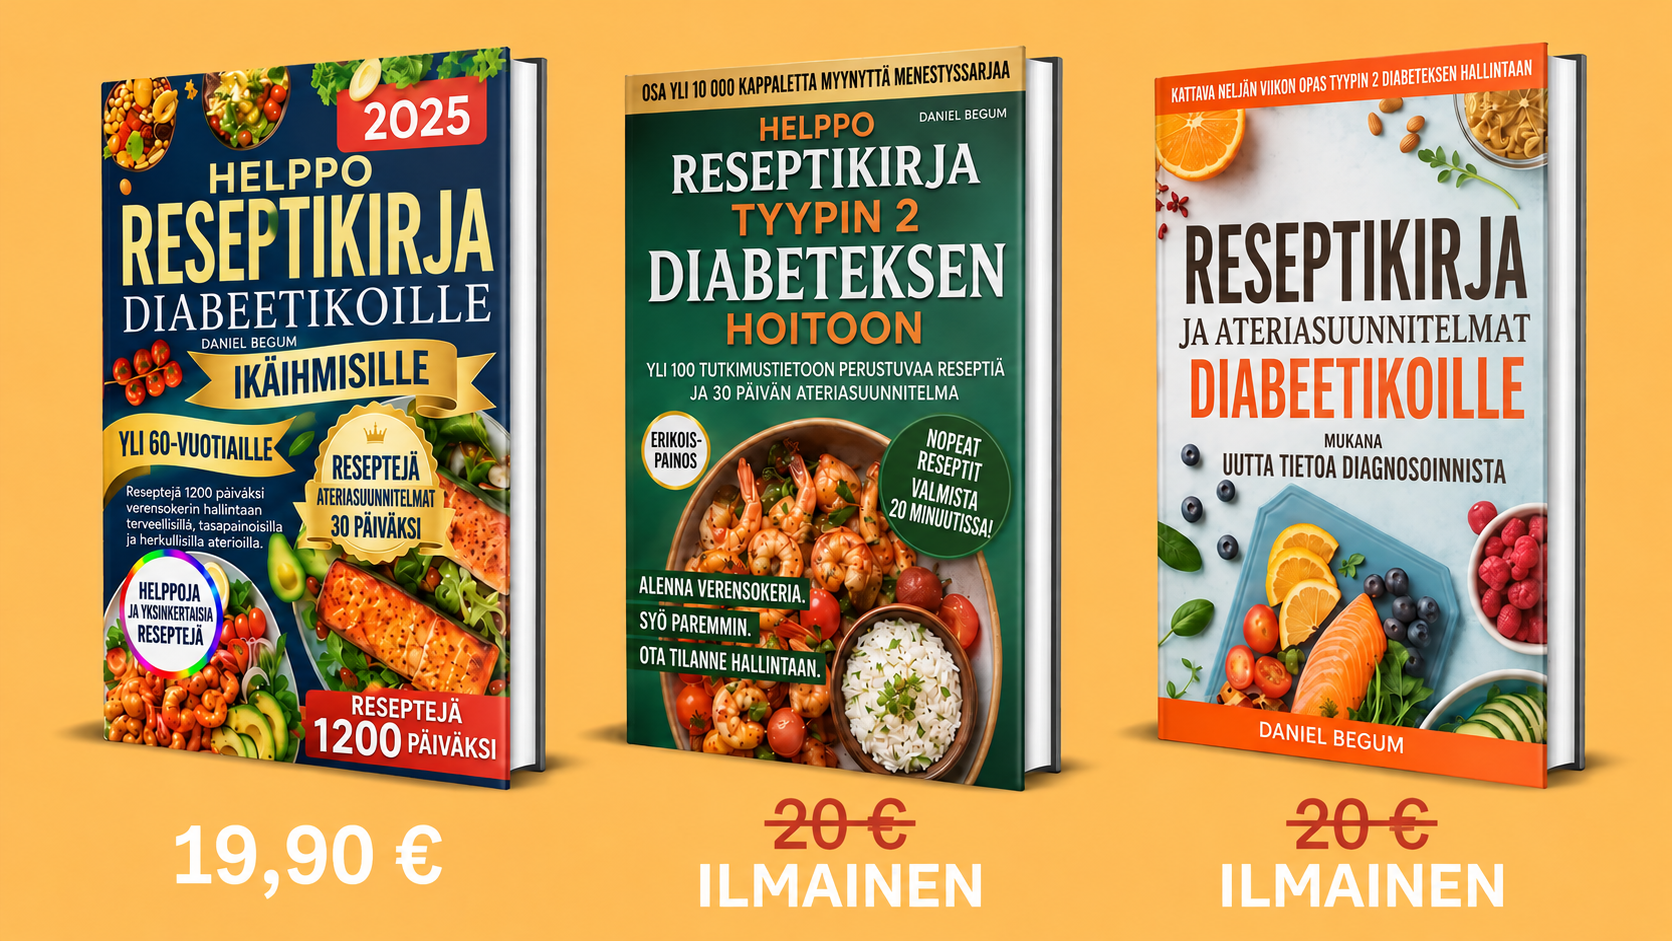 2025
HELPPO
RESEPTIKIRJA
DIABEETIKOILLE
DANIEL BEGUM
IKÄIHMISILLE
YLI 60-VUOTIAILLE
RESEPTEJÄ
ATERIASUUNNITELMAT
30 PÄIVÄKSI
Reseptejä 1200 päiväksi
verensokerin hallintaan
terveellisillä, tasapainoisilla
ja herkullisilla aterioilla.
HELPPOJA
JA YKSINKERTAISIA
RESEPTEJÄ
RESEPTEJÄ
1200 PÄIVÄKSI
19,90 €
OSA YLI 10 000 KAPPALETTA MYYNYTTÄ MENESTYSSARJAA
DANIEL BEGUM
HELPPO
RESEPTIKIRJA
TYYPIN 2
DIABETEKSEN
HOITOON
YLI 100 TUTKIMUSTIETOON PERUSTUVAA RESEPTIÄ
JA 30 PÄIVÄN ATERIASUUNNITELMA
ERIKOIS-
PAINOS
NOPEAT
RESEPTIT
VALMISTA
20 MINUUTISSA!
ALENNA VERENSOKERIA.
SYÖ PAREMMIN.
OTA TILANNE HALLINTAAN.
20 €
ILMAINEN
KATTAVA NELJÄN VIIKON OPAS TYYPIN 2 DIABETEKSEN HALLINTAAN
RESEPTIKIRJA
JA ATERIASUUNNITELMAT
DIABEETIKOILLE
MUKANA
UUTTA TIETOA DIAGNOSOINNISTA
DANIEL BEGUM
20 €
ILMAINEN